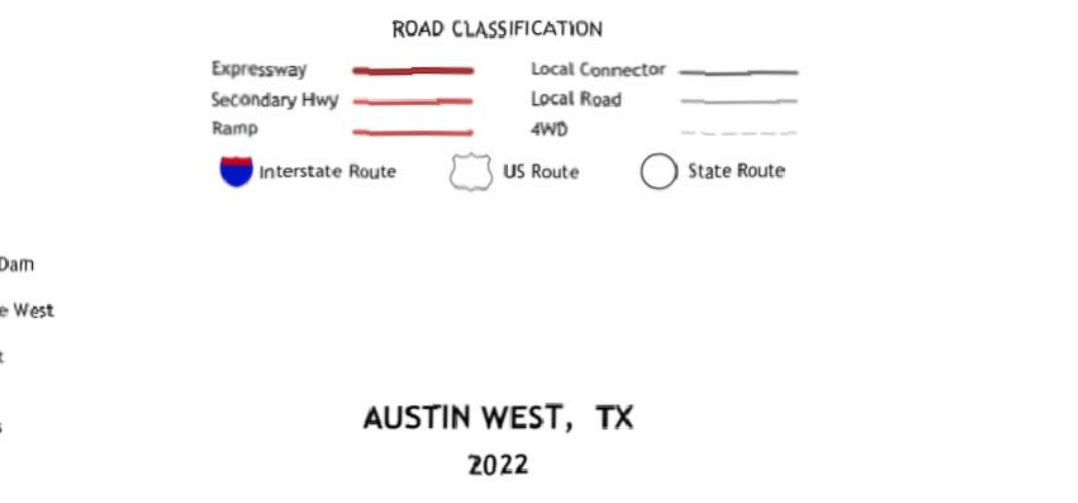 ROAD CLASSIFICATION
Expressway Local Connector
Secondary Hwy Local Road
Ramp 4WD
Interstate Route US Route State Route
Dam
West
AUSTIN WEST, TX
2022